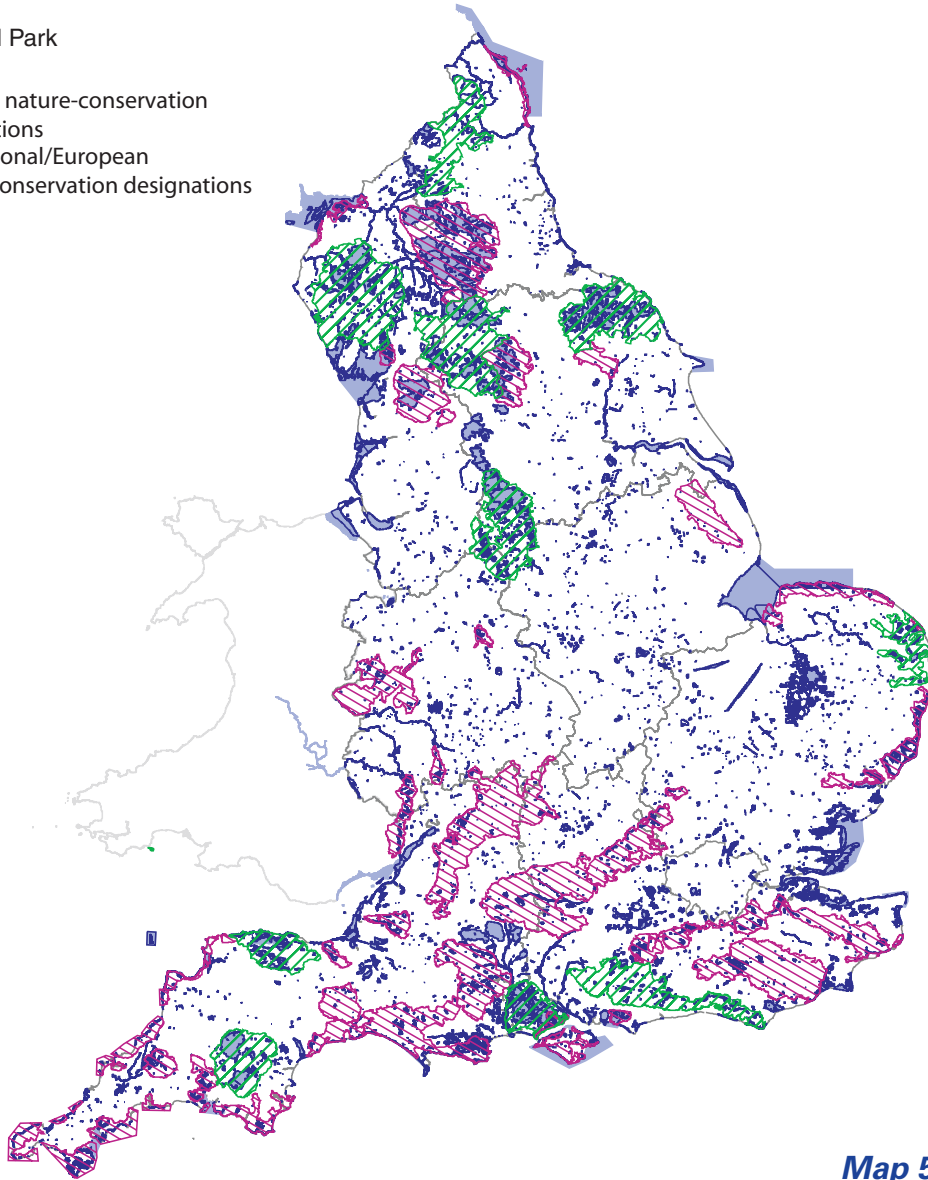 l Park
nature-conservation
tions
onal/European
onservation designations
Map 5